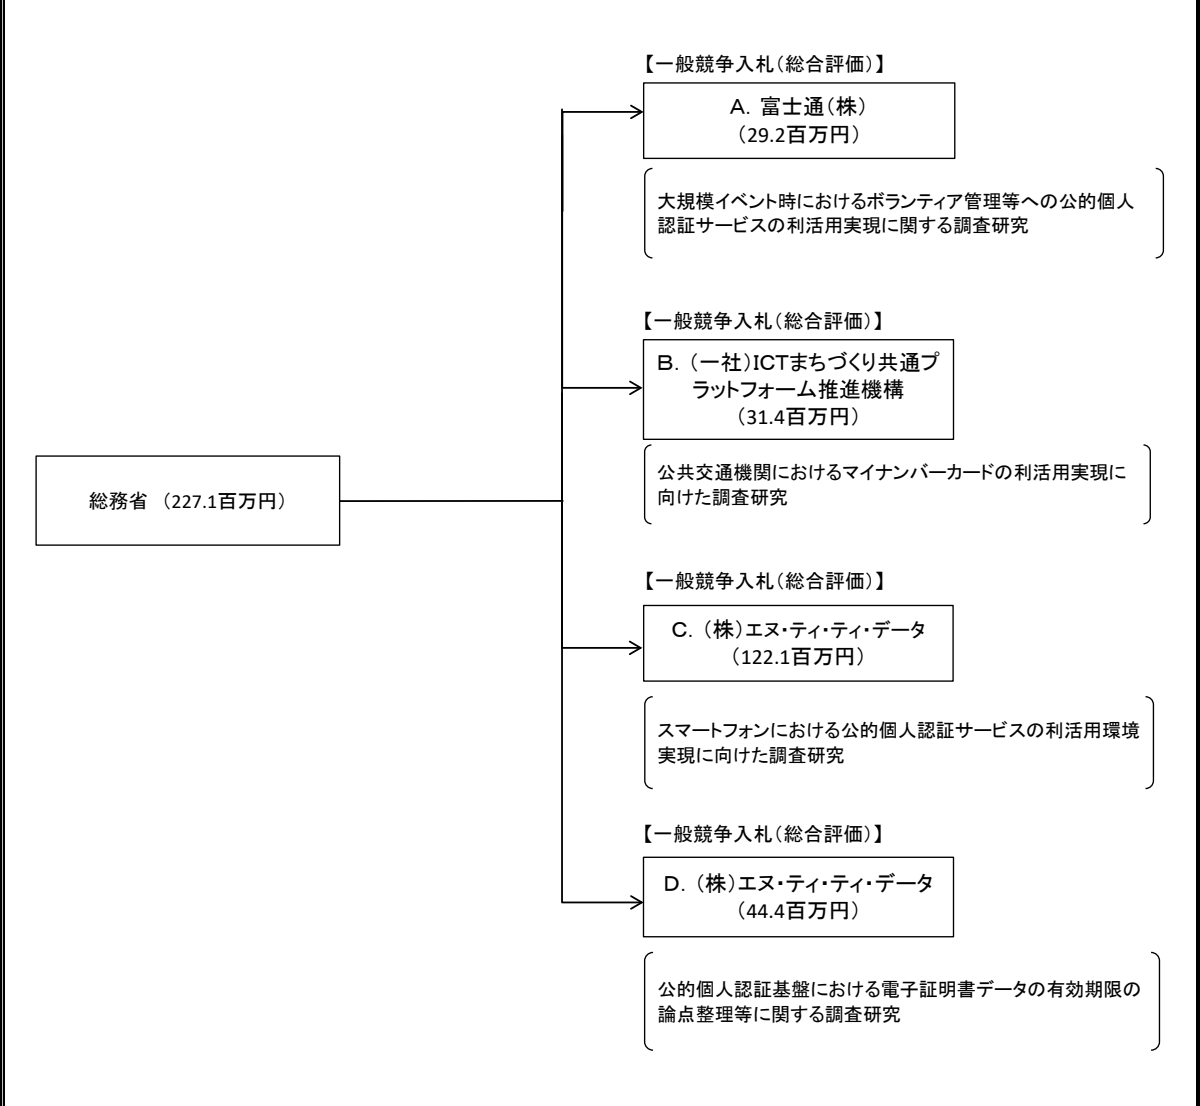 【一般競争入札（総合評価）】
A．富士通（株）
（29.2百万円）
大規模イベント時におけるボランティア管理等への公的個人
認証サービスの利活用実現に関する調査研究
【一般競争入札（総合評価）】
B．（一社）ICTまちづくり共通プ
ラットフォーム推進機構
（31.4百万円）
公共交通機関におけるマイナンバーカードの利活用実現に
向けた調査研究
総務省　（227.1百万円）
【一般競争入札（総合評価）】
C．（株）エヌ・ティ・ティ・データ
（122.1百万円）
スマートフォンにおける公的個人認証サービスの利活用環境
実現に向けた調査研究
【一般競争入札（総合評価）】
D．（株）エヌ・ティ・ティ・データ
（44.4百万円）
公的個人認証基盤における電子証明書データの有効期限の
論点整理等に関する調査研究